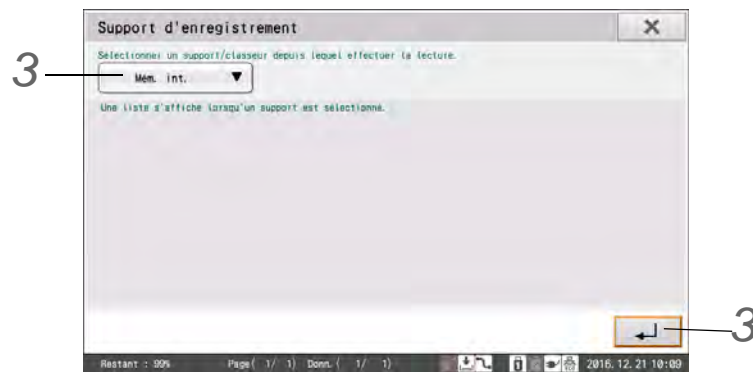 Support d'enregistrement
Sélectionner un support/classeur depuis lequel effectuer la lecture.
3
Mém. int. ▼
Une liste s'affiche lorsqu'un support est sélectionné.
3
Restant : 99% Page( 1/ 1) Donn.( 1/ 1) 2016.12.21 10:09